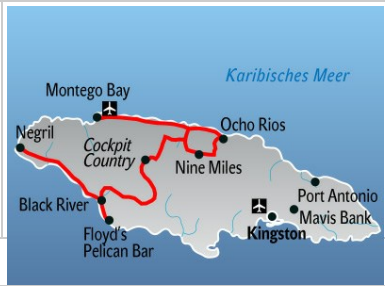 Karibisches Meer
Montego Bay
Negril
Ocho Rios
Cockpit
Country
Nine Miles
Port Antonio
Black River
Mavis Bank
Floyd's
Pelican Bar
Kingston